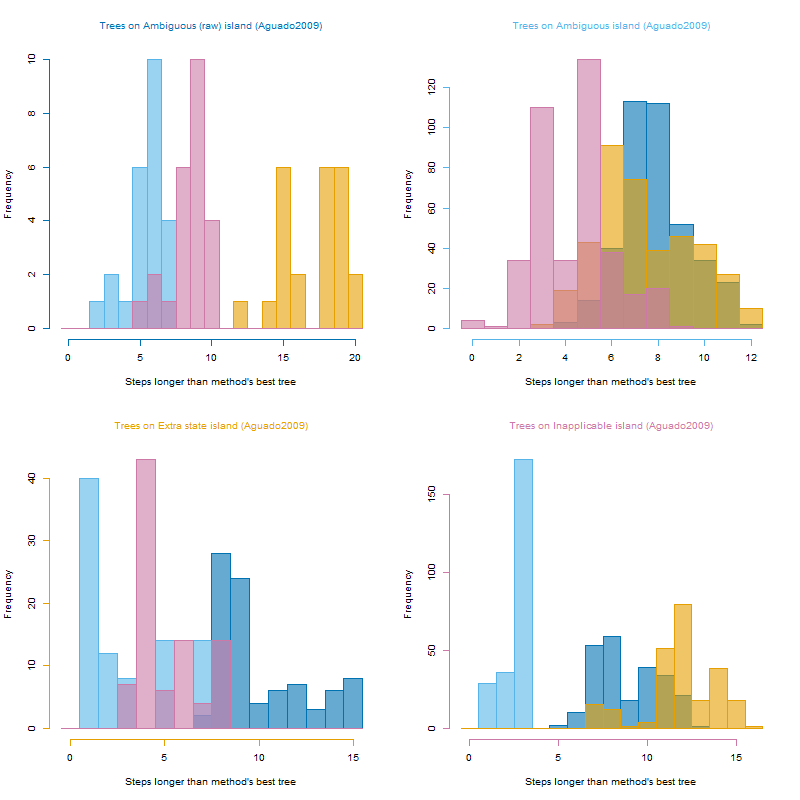 Trees on Ambiguous (raw) island (Aguado2009)
Trees on Ambiguous island (Aguado2009)
Frequency
0 2 4 6 8 10
0 5 10 15 20
Steps longer than method's best tree
Frequency
0 20 40 60 80 100 120
0 2 4 6 8 10 12
Steps longer than method's best tree
Trees on Extra state island (Aguado2009)
Trees on Inapplicable island (Aguado2009)
Frequency
0 10 20 30 40
0 5 10 15
Steps longer than method's best tree
Frequency
0 50 100 150
0 5 10 15
Steps longer than method's best tree